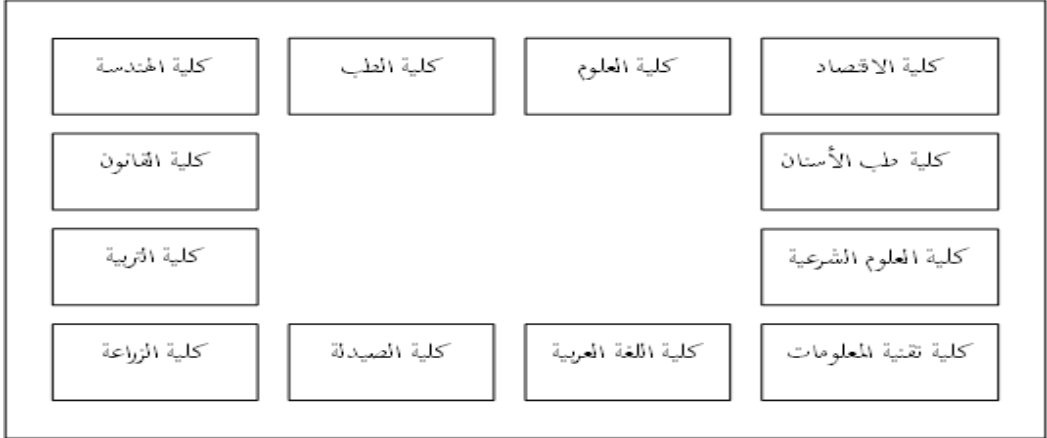 كلية الاقتصاد
كلية العلوم
كلية الطب
كلية الهندسة
كلية طب الأسنان
كلية القانون
كلية العلوم الشرعية
كلية التربية
كلية تقنية المعلومات
كلية اللغة العربية
كلية الصيدلة
كلية الزراعة